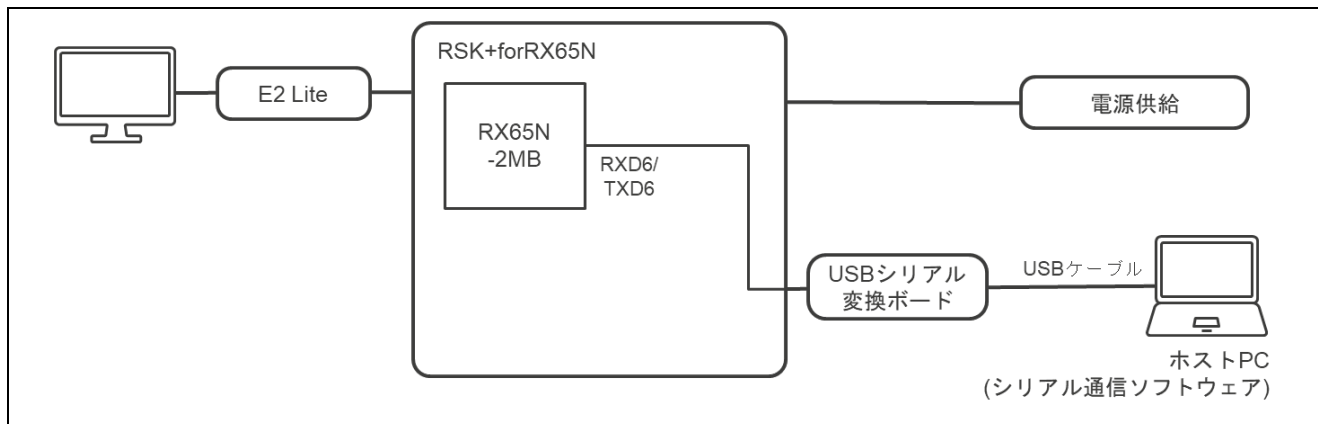 RSK+forRX65N
E2 Lite
RX65N
-2MB
RXD6/
TXD6
電源供給
USBシリアル
変換ボード
USBケーブル
ホストPC
(シリアル通信ソフトウェア)